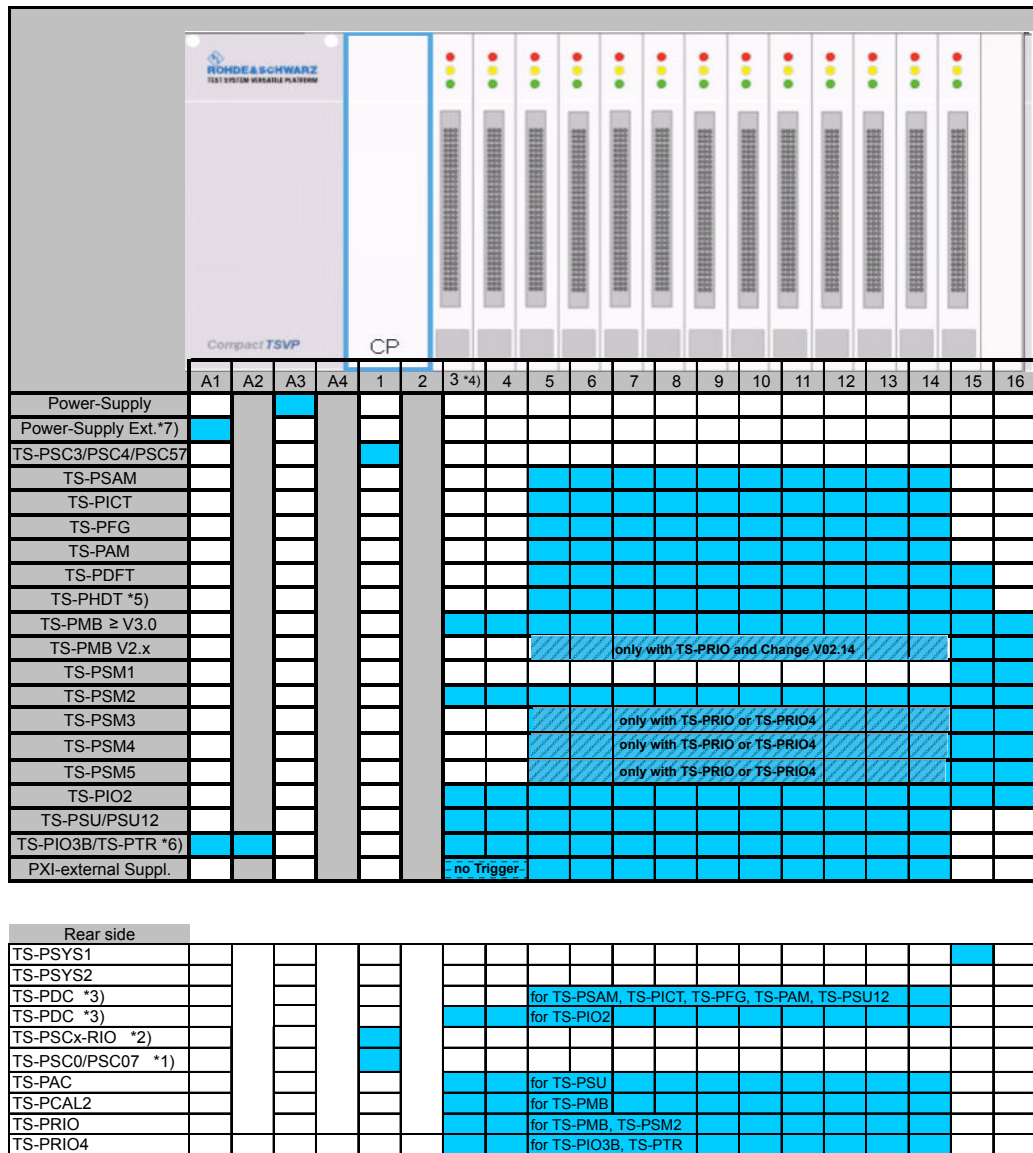 ROHDE&SCHWARZ
TEST SYSTEM VERSATILE PLATFORM
CompactTSVP
CP
A1 A2 A3 A4 1 2 3 *4) 4 5 6 7 8 9 10 11 12 13 14 15 16
Power-Supply
Power-Supply Ext.*7)
TS-PSC3/PSC4/PSC57
TS-PSAM
TS-PICT
TS-PFG
TS-PAM
TS-PDFT
TS-PHDT *5)
TS-PMB ≥ V3.0
TS-PMB V2.x only with TS-PRIO and Change V02.14
TS-PSM1
TS-PSM2
TS-PSM3 only with TS-PRIO or TS-PRIO4
TS-PSM4 only with TS-PRIO or TS-PRIO4
TS-PSM5 only with TS-PRIO or TS-PRIO4
TS-PIO2
TS-PSU/PSU12
TS-PIO3B/TS-PTR *6)
PXI-external Suppl. no Trigger
Rear side
TS-PSYS1
TS-PSYS2
TS-PDC *3) for TS-PSAM, TS-PICT, TS-PFG, TS-PAM, TS-PSU12
TS-PDC *3) for TS-PIO2
TS-PSCx-RIO *2)
TS-PSC0/PSC07 *1)
TS-PAC for TS-PSU
TS-PCAL2 for TS-PMB
TS-PRIO for TS-PMB, TS-PSM2
TS-PRIO4 for TS-PIO3B, TS-PTR